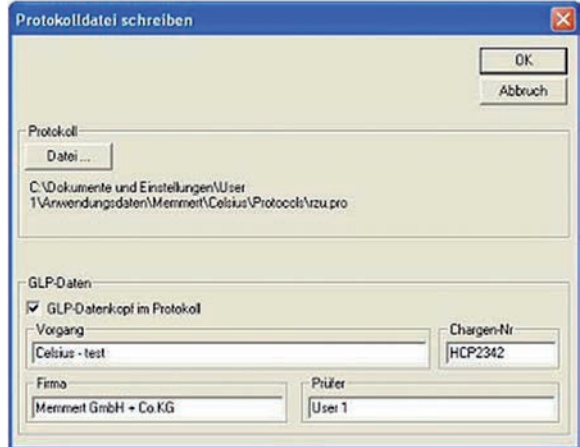 Protokolldatei schreiben
OK
Abbruch
Protokoll
Datei ...
C:\Dokumente und Einstellungen\User
1\Anwendungsdaten\Memmert\Celsius\Protocols\rzu.pro
GLP-Daten
GLP-Datenkopf im Protokoll
Vorgang
Chargen-Nr
Celsius - test
HCP2342
Firma
Prüfer
Memmert GmbH + Co.KG
User 1